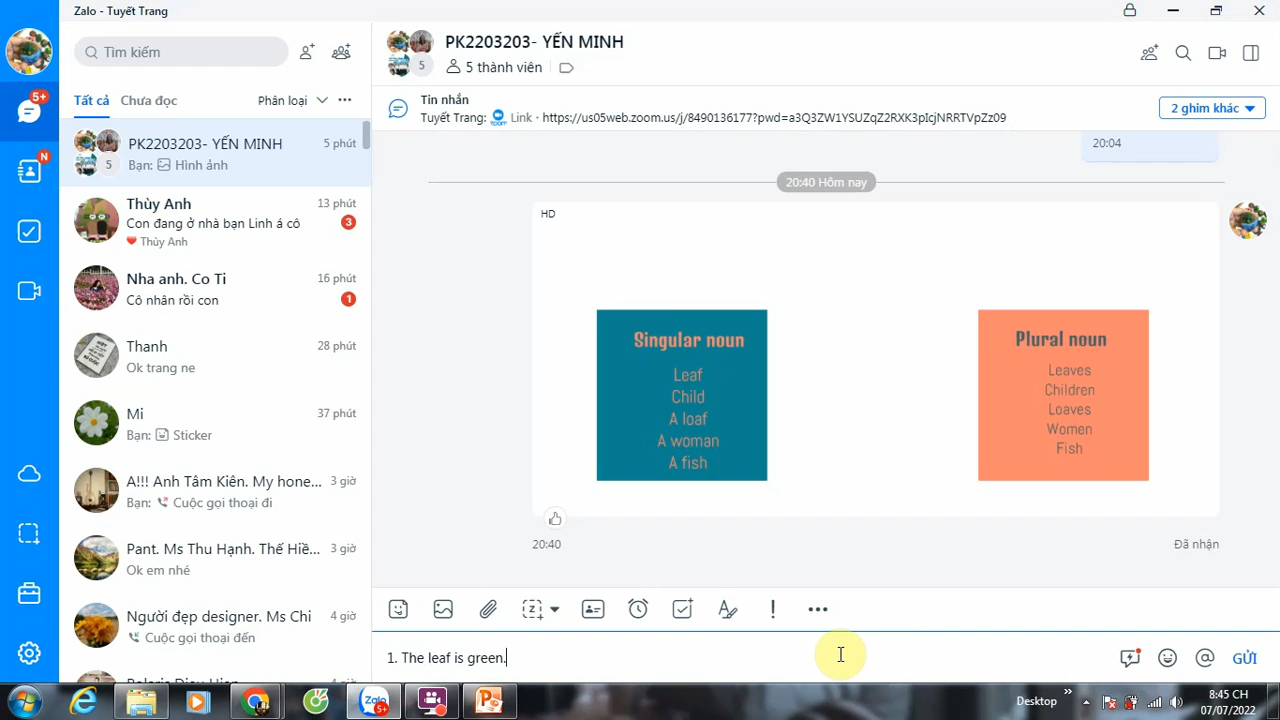 Zalo - Tuyết Trang
Tìm kiếm
Tất cả
Chưa đọc
Phân loại
5+
N
PK2203203- YẾN MINH
5 phút
Bạn: Hình ảnh
5
Thùy Anh
13 phút
Con đang ở nhà bạn Linh á cô
3
Thùy Anh
Nha anh. Co Ti
16 phút
Cô nhân rồi con
1
Thanh
28 phút
Ok trang ne
Mi
37 phút
Bạn: Sticker
A!!! Anh Tâm Kiên. My hone...
3 giờ
Bạn: Cuộc gọi thoại đi
Pant. Ms Thu Hạnh. Thế Hiề...
3 giờ
Ok em nhé
Người đẹp designer. Ms Chi
4 giờ
Cuộc gọi thoại đến
PK2203203- YẾN MINH
5
5 thành viên
Tin nhắn
Tuyết Trang: zoom Link · https://us05web.zoom.us/j/8490136177?pwd=a3Q3ZW1YSUZqZ2RXK3pIcjNRRTVpZz09
2 ghim khác
20:04
20:40 Hôm nay
HD
Singular noun
Leaf
Child
A loaf
A woman
A fish
Plural noun
Leaves
Children
Loaves
Women
Fish
20:40
Đã nhận
1. The leaf is green.
GỬI
Zalo
5+
Desktop
8:45 CH
07/07/2022